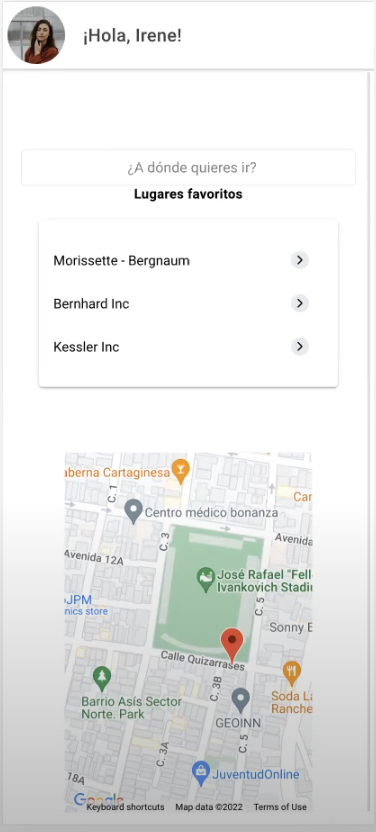 ¡Hola, Irene!
¿A dónde quieres ir?
Lugares favoritos
Morissette - Bergnaum
Bernhard Inc
Kessler Inc
aberna Cartaginesa
C. 1
Car
Centro médico bonanza
C. 3
Avenida
Avenida 12A
José Rafael "Fell
Ivankovich Stadi
JPM
nics store
C. 5
Sonny B
Calle Quizarrases
C. 3B
Barrio Asís Sector
Norte. Park
Soda La
Ranche
GEOINN
C. 3A
C. 5
JuventudOnline
18A
Google
Keyboard shortcuts Map data ©2022 Terms of Use